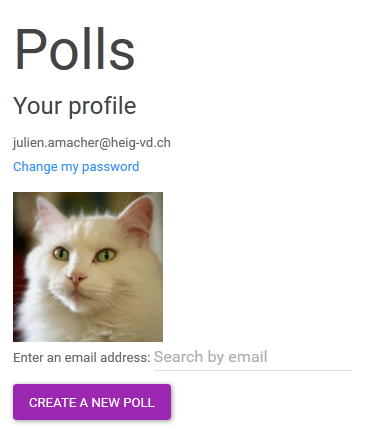 Polls
Your profile
julien.amacher@heig-vd.ch
Change my password
Enter an email address: Search by email
CREATE A NEW POLL